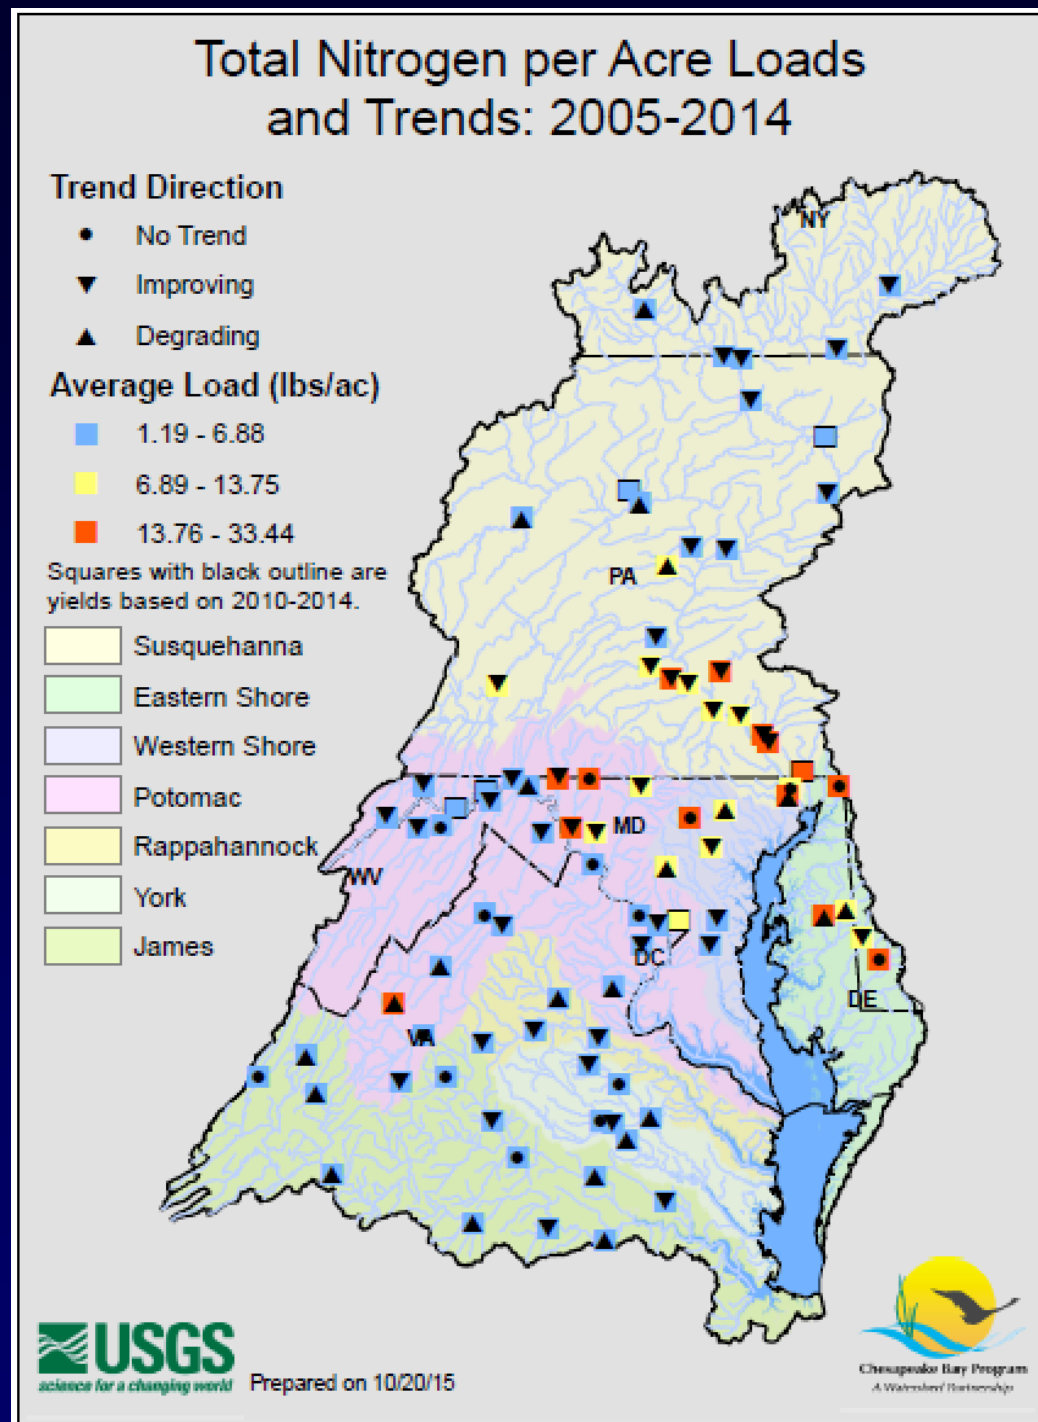 Total Nitrogen per Acre Loads
and Trends: 2005-2014
Trend Direction
No Trend
Improving
Degrading
Average Load (lbs/ac)
1.19 - 6.88
6.89 - 13.75
13.76 - 33.44
Squares with black outline are
yields based on 2010-2014.
Susquehanna
Eastern Shore
Western Shore
Potomac
Rappahannock
York
James
NY
PA
MD
WV
DC
DE
VA
USGS
science for a changing world
Prepared on 10/20/15
Chesapeake Bay Program
A Watershed Partnership